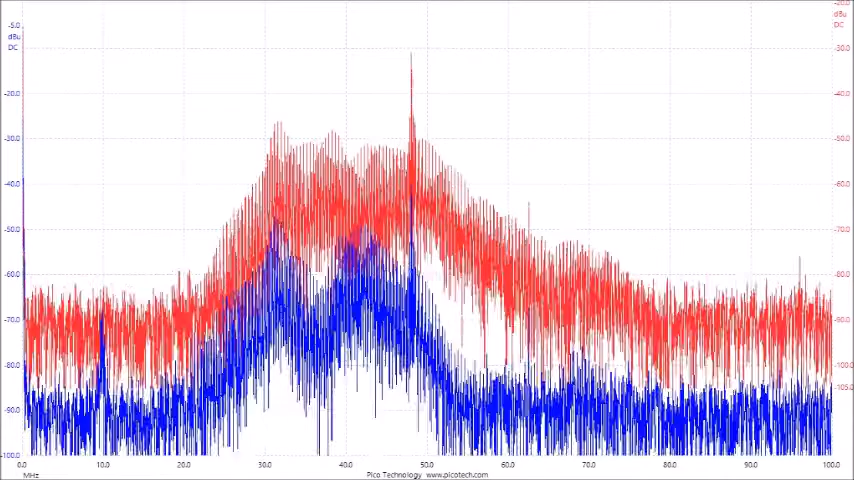 -20.0
dBu
DC
-5.0
dBu
DC
-30.0
-20.0
-40.0
-30.0
-50.0
-40.0
-60.0
-50.0
-70.0
-60.0
-80.0
-70.0
-90.0
-80.0
-105.0
-90.0
-100.0
0.0 10.0 20.0 30.0 40.0 50.0 60.0 70.0 80.0 90.0 100.0
MHz
Pico Technology www.picotech.com